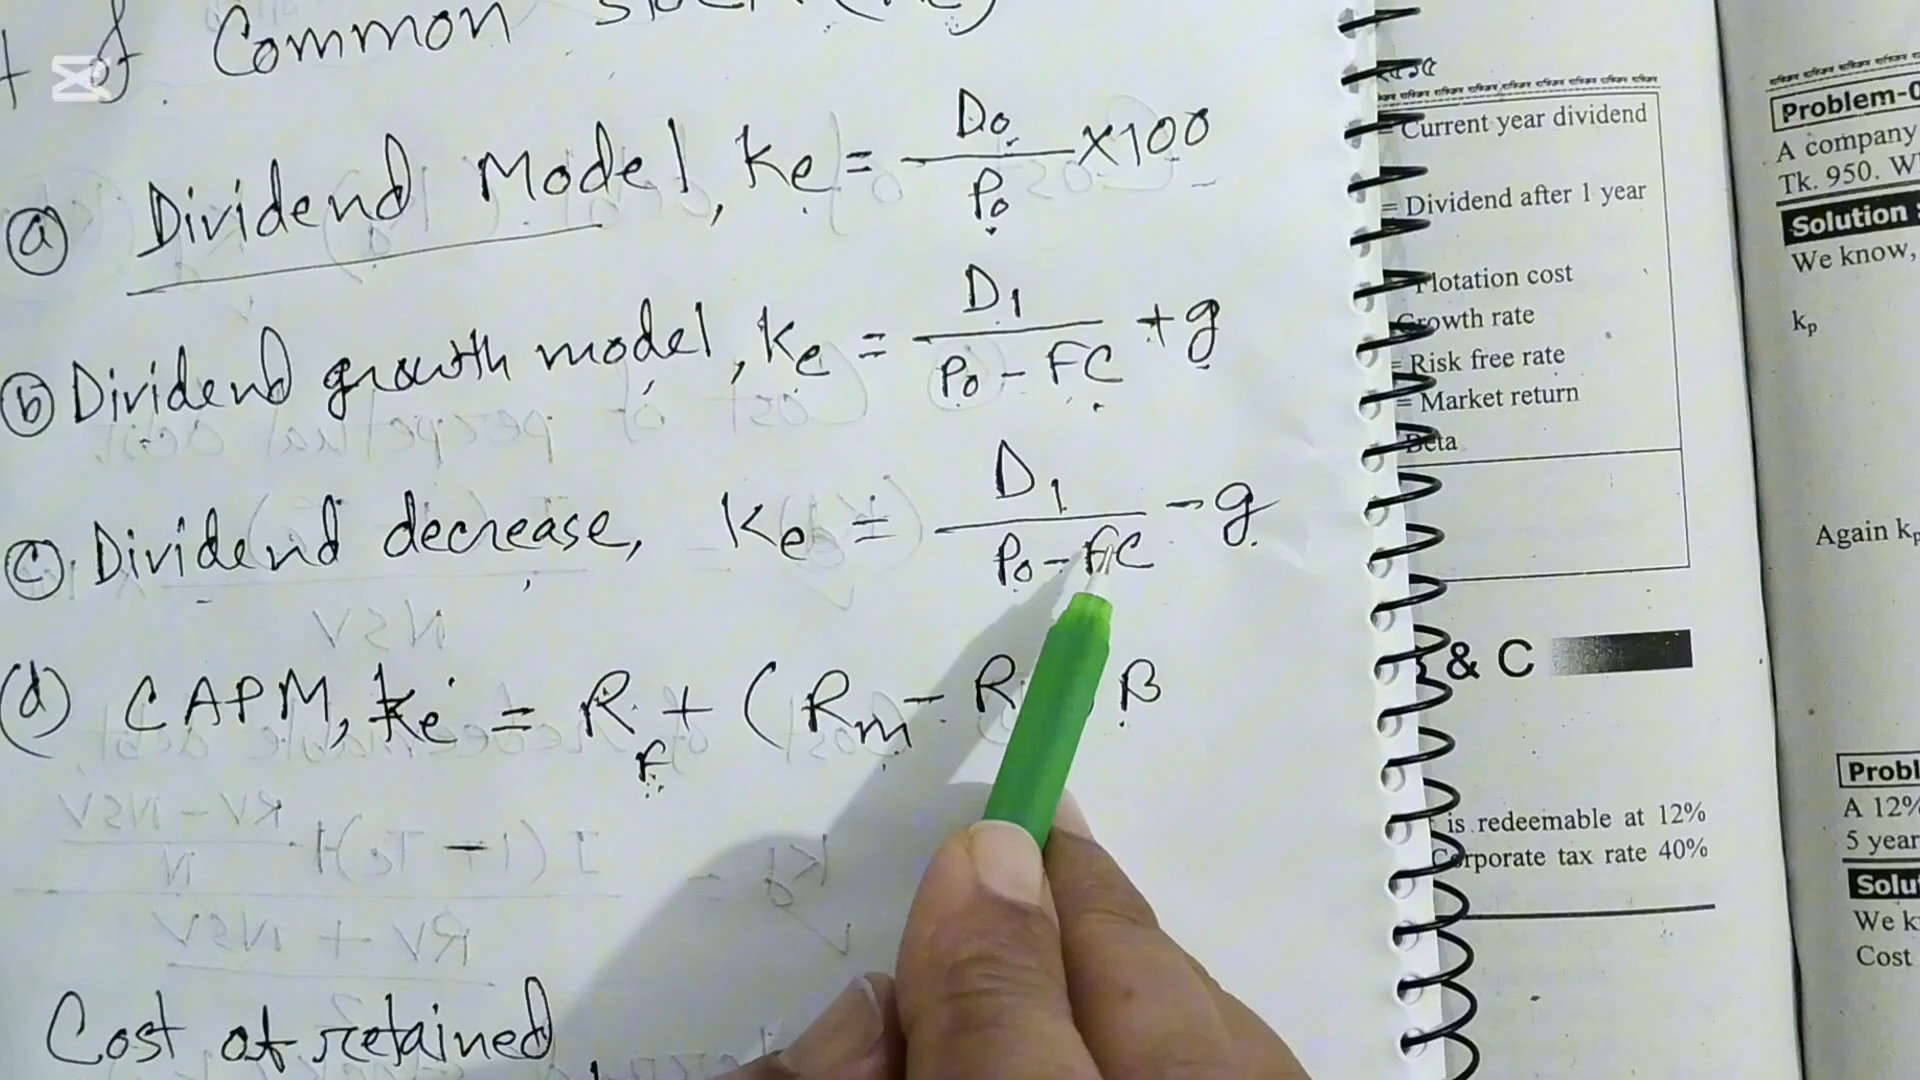 of Common
(a) Dividend Model, Ke = D0 / P0 ×100
(b) Dividend growth model, Ke = D1 / P0 - FC + g
(c) Dividend decrease, Ke = D1 / P0 - FC - g
(d) CAPM, Ke = RF + (Rm - R B
Cost of retained
= Current year dividend
= Dividend after 1 year
Flotation cost
Growth rate
= Risk free rate
= Market return
Beta
& C
is redeemable at 12%
Corporate tax rate 40%
Problem-0
A company
Tk. 950. W
Solution :
We know,
kp
Again kp
Probl
A 12%
5 year
Solu
We k
Cost